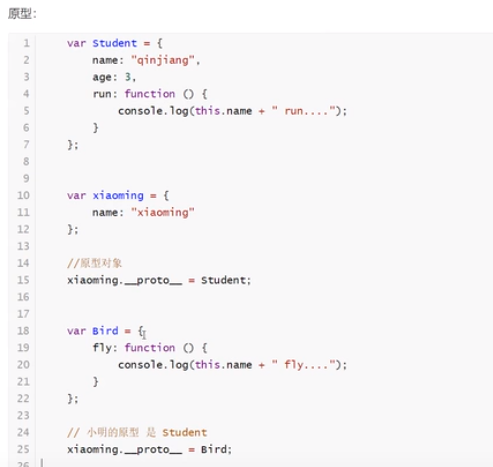 原型:
1 var Student = {
2 name: "qinjiang",
3 age: 3,
4 run: function () {
5 console.log(this.name + " run....");
6 }
7 };
8
9
10 var xiaoming = {
11 name: "xiaoming"
12 };
13
14 //原型对象
15 xiaoming.__proto__ = Student;
16
17
18 var Bird = {
19 fly: function () {
20 console.log(this.name + " fly....");
21 }
22 };
23
24 // 小明的原型 是 Student
25 xiaoming.__proto__ = Bird;
26